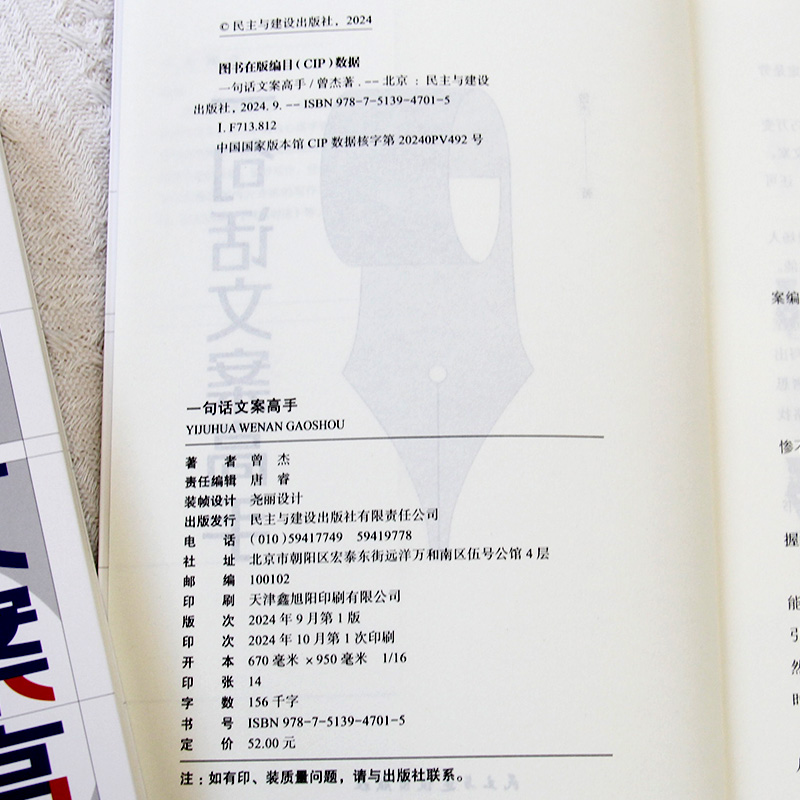 © 民主与建设出版社，2024
图书在版编目（CIP）数据
一句话文案高手 / 曾杰著 . -- 北京 ：民主与建设
出版社，2024. 9. -- ISBN 978-7-5139-4701-5
Ⅰ. F713.812
中国国家版本馆 CIP 数据核字第 20240PV492 号
一句话文案高手
YIJUHUA WENAN GAOSHOU
著　　者 曾　杰
责任编辑 唐　睿
装帧设计 尧丽设计
出版发行 民主与建设出版社有限责任公司
电　　话 （010）59417749　59419778
社　　址 北京市朝阳区宏泰东街远洋万和南区伍号公馆 4 层
邮　　编 100102
印　　刷 天津鑫旭阳印刷有限公司
版　　次 2024 年 9 月第 1 版
印　　次 2024 年 10 月第 1 次印刷
开　　本 670 毫米 × 950 毫米　1/16
印　　张 14
字　　数 156 千字
书　　号 ISBN 978-7-5139-4701-5
定　　价 52.00 元
注：如有印、装质量问题，请与出版社联系。
案编
惨
握
能
引
然